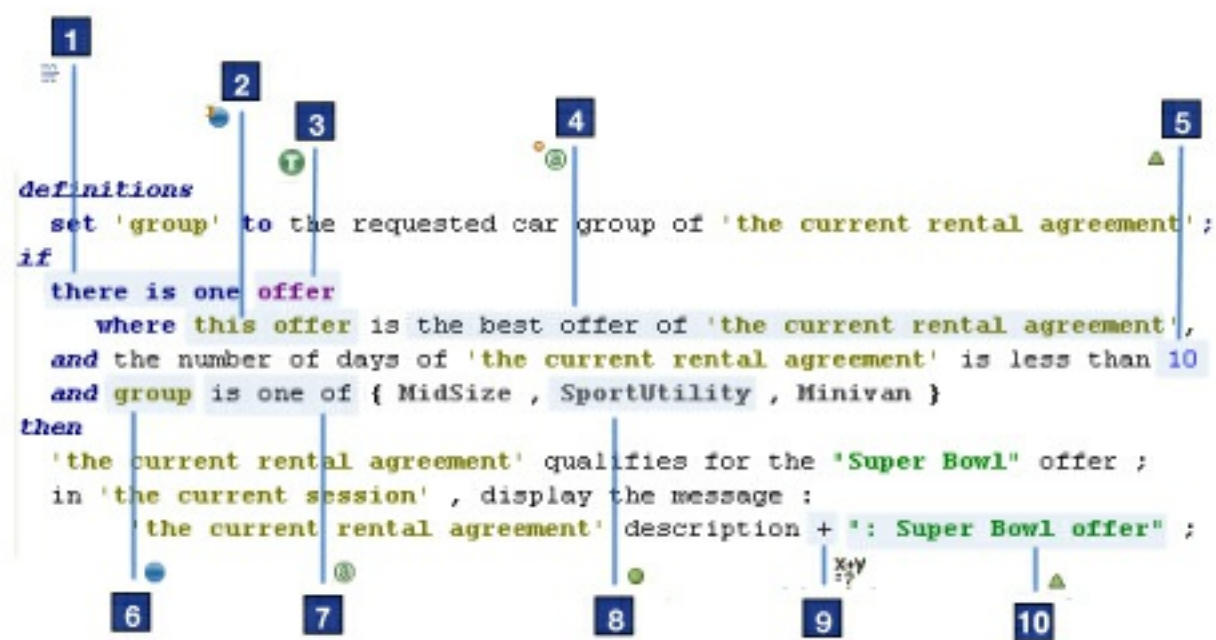 1
2
3
4
5
T
@
definitions
set 'group' to the requested car group of 'the current rental agreement';
if
there is one offer
where this offer is the best offer of 'the current rental agreement',
and the number of days of 'the current rental agreement' is less than 10
and group is one of { MidSize , SportUtility , Minivan }
then
'the current rental agreement' qualifies for the "Super Bowl" offer ;
in 'the current session' , display the message :
'the current rental agreement' description + ": Super Bowl offer" ;
@
X+Y
=?
6
7
8
9
10